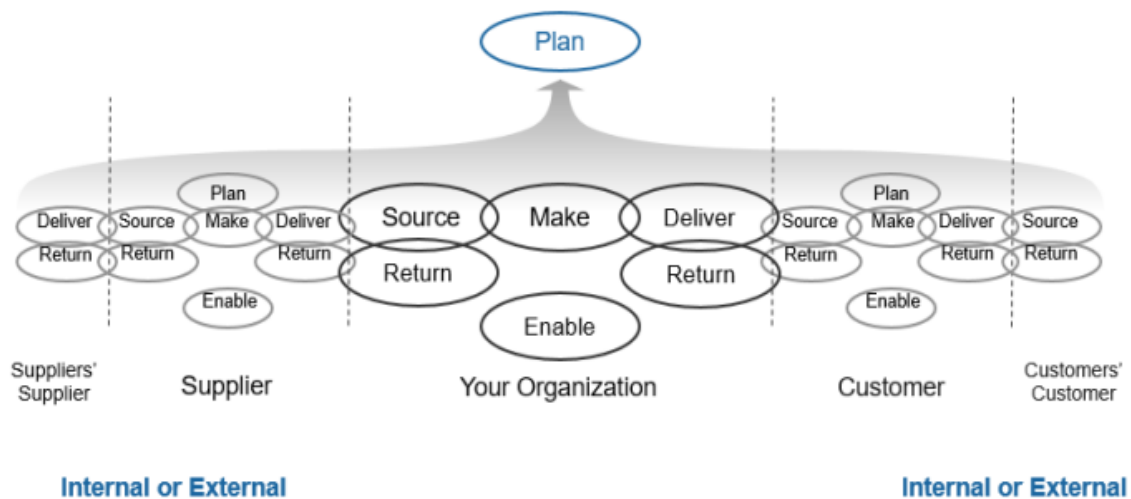 Plan
Plan
Plan
Deliver Source Make Deliver Source Make Deliver Source Make Deliver Source
Return Return Return Return Return Return Return Return
Enable Enable
Enable
Suppliers' Supplier Your Organization Customer Customers'
Supplier Customer
Internal or External Internal or External